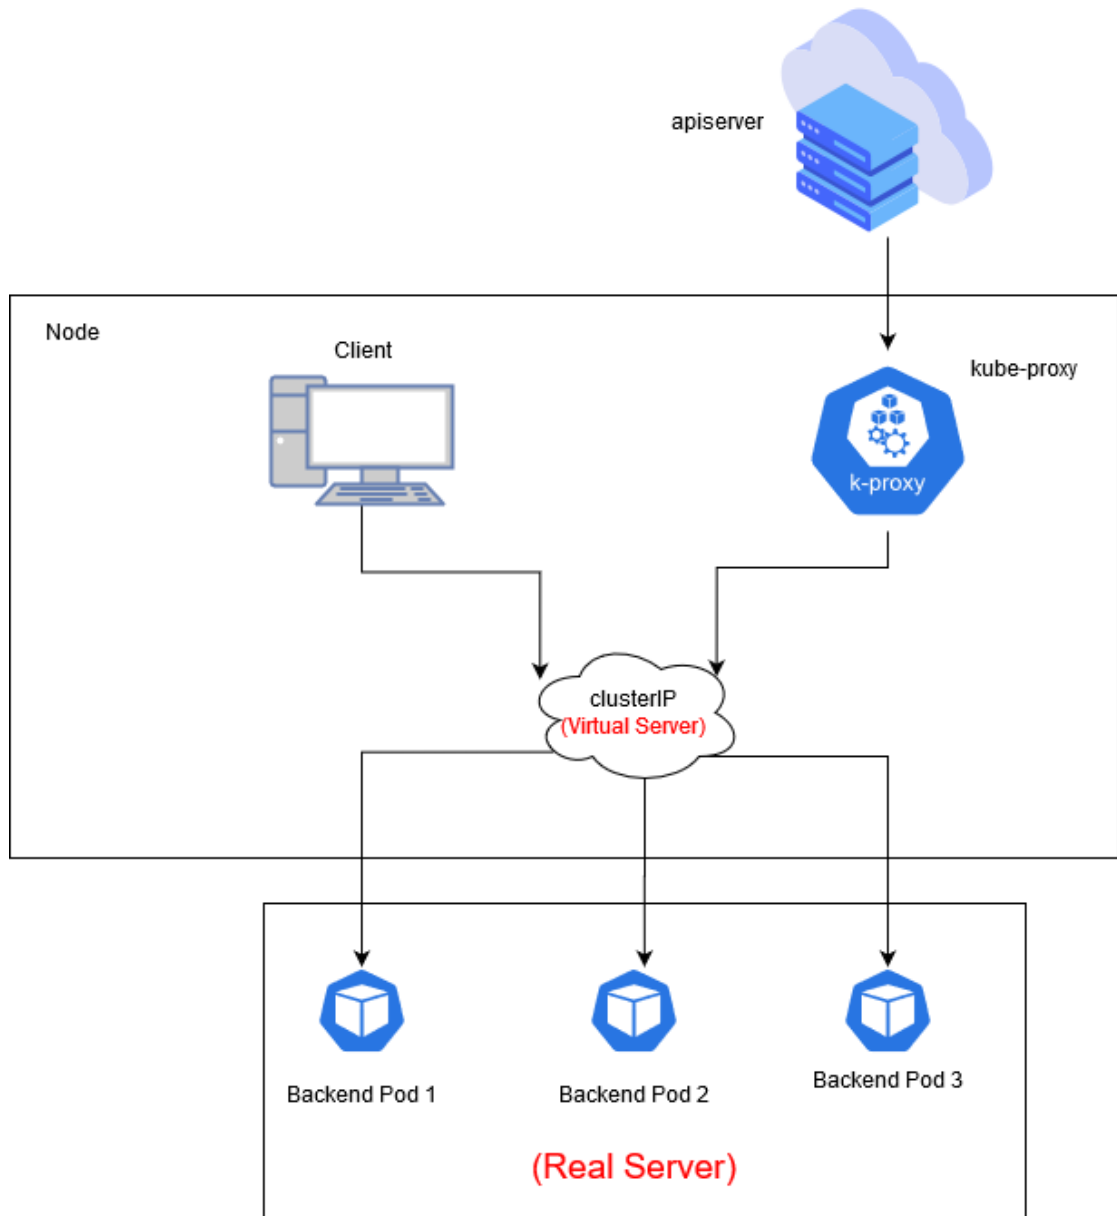 apiserver
Node
Client
kube-proxy
k-proxy
clusterIP
(Virtual Server)
Backend Pod 1
Backend Pod 2
Backend Pod 3
(Real Server)